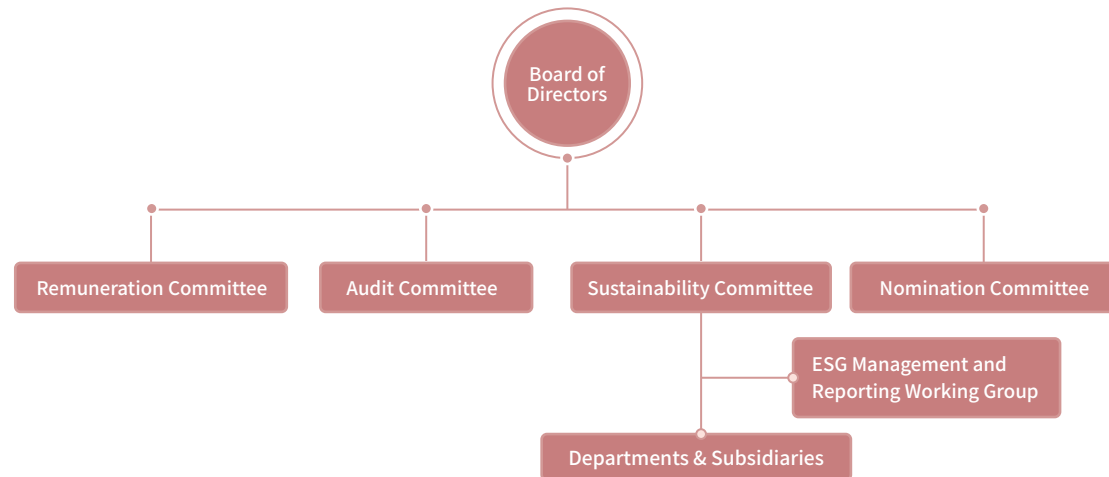 Board of
Directors
Remuneration Committee
Audit Committee
Sustainability Committee
Nomination Committee
ESG Management and
Reporting Working Group
Departments & Subsidiaries